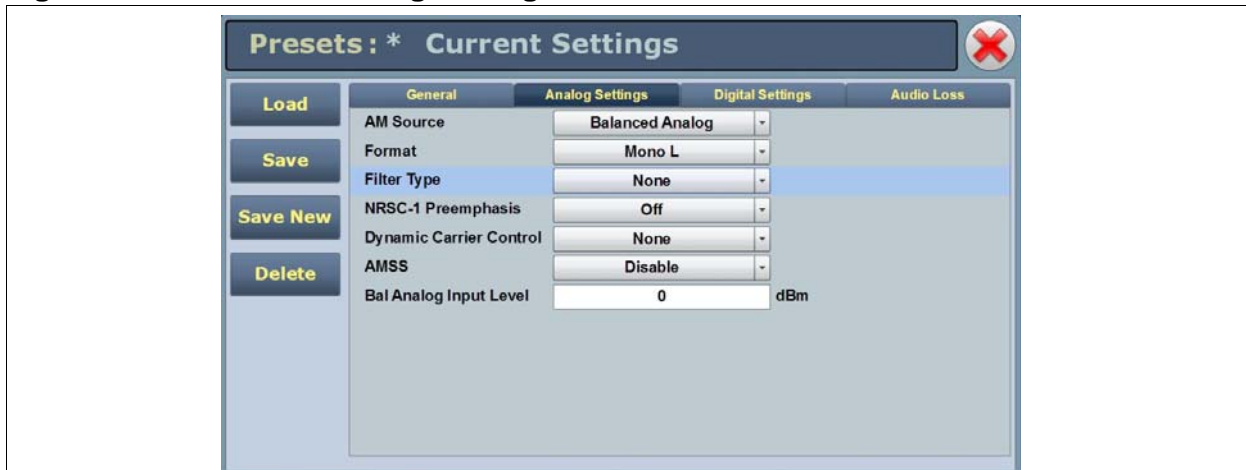 Presets:* Current Settings
Load
Save
Save New
Delete
General Analog Settings Digital Settings Audio Loss
AM Source Balanced Analog
Format Mono L
Filter Type None
NRSC-1 Preemphasis Off
Dynamic Carrier Control None
AMSS Disable
Bal Analog Input Level 0 dBm